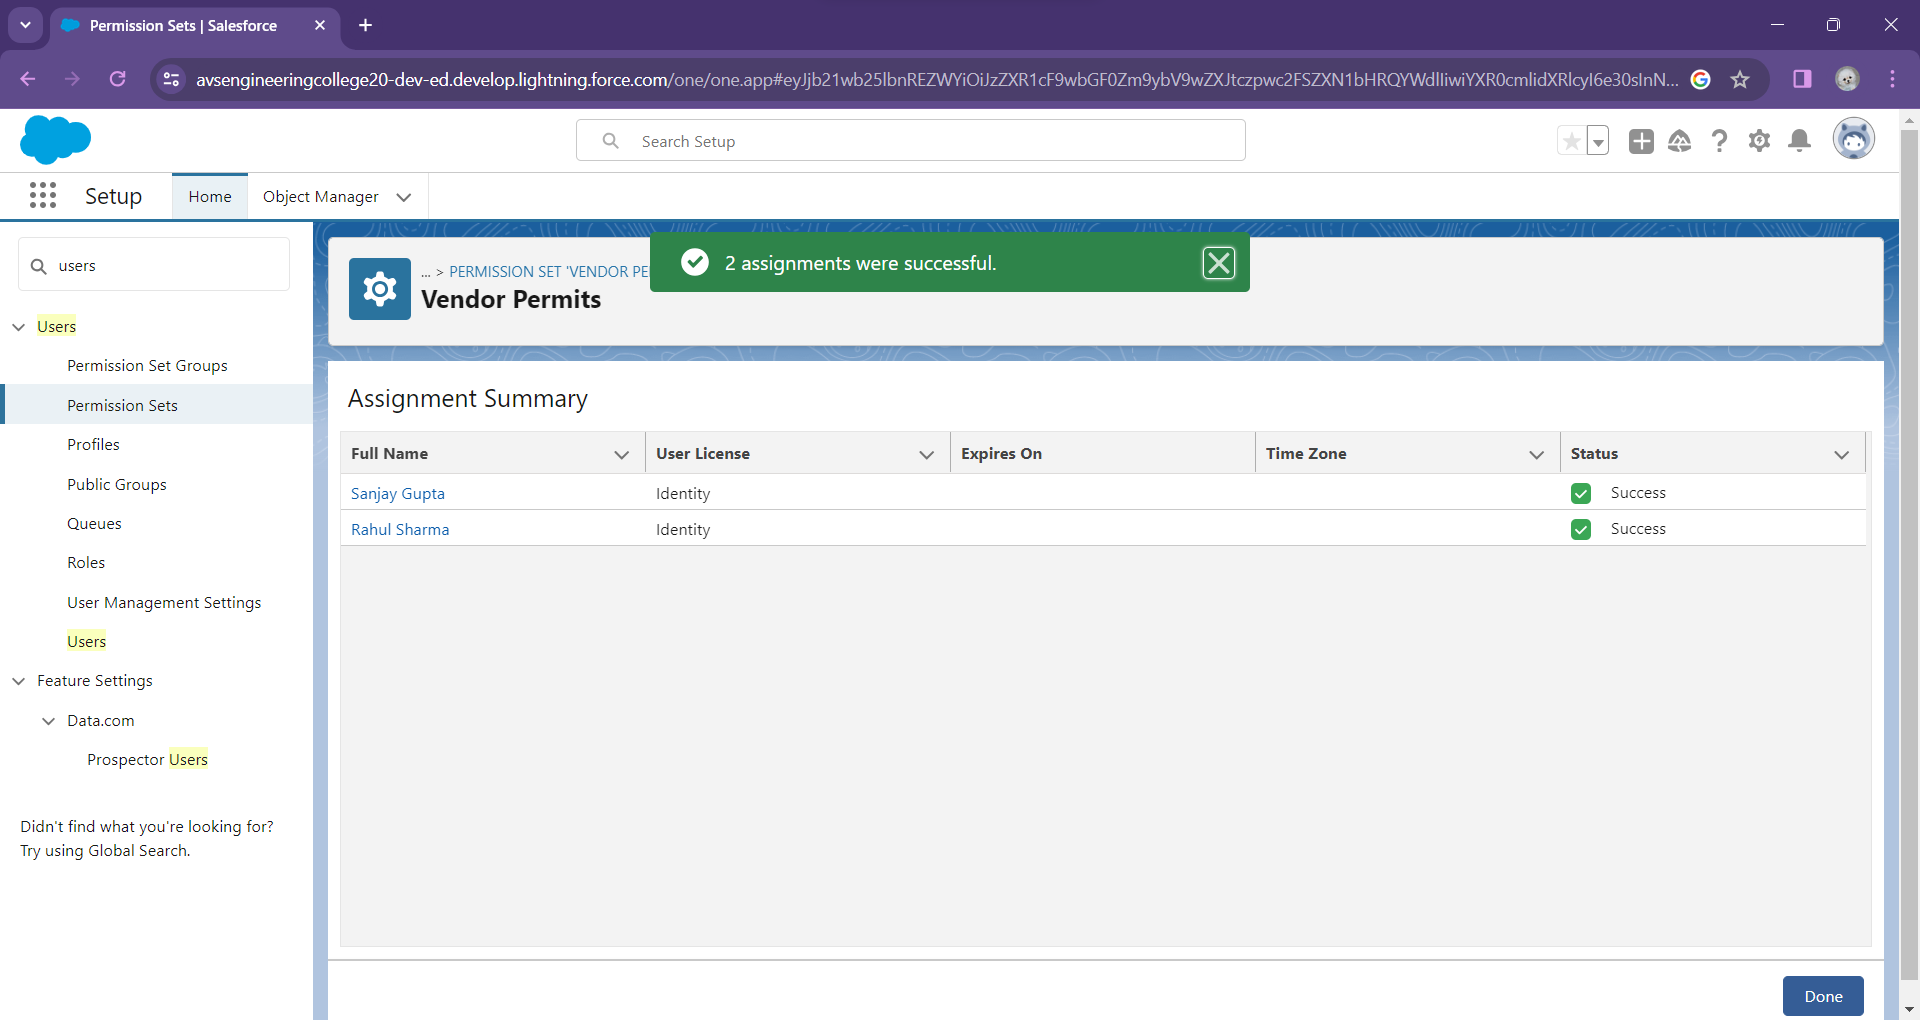 Permission Sets | Salesforce
avsengineeringcollege20-dev-ed.develop.lightning.force.com/one/one.app#eyJjb21wb25lbnREZWYiOiJzZXR1cF9wbGF0Zm9ybV9wZXJtczpwc2FSZXN1bHRQYWdlIiwiYXR0cmlidXRlcyI6e30sInN...
Search Setup
Setup
Home
Object Manager
users
Users
Permission Set Groups
Permission Sets
Profiles
Public Groups
Queues
Roles
User Management Settings
Users
Feature Settings
Data.com
Prospector Users
Didn't find what you're looking for?
Try using Global Search.
... > PERMISSION SET 'VENDOR PE
Vendor Permits
2 assignments were successful.
Assignment Summary
Full Name User License Expires On Time Zone Status
Sanjay Gupta Identity Success
Rahul Sharma Identity Success
Done